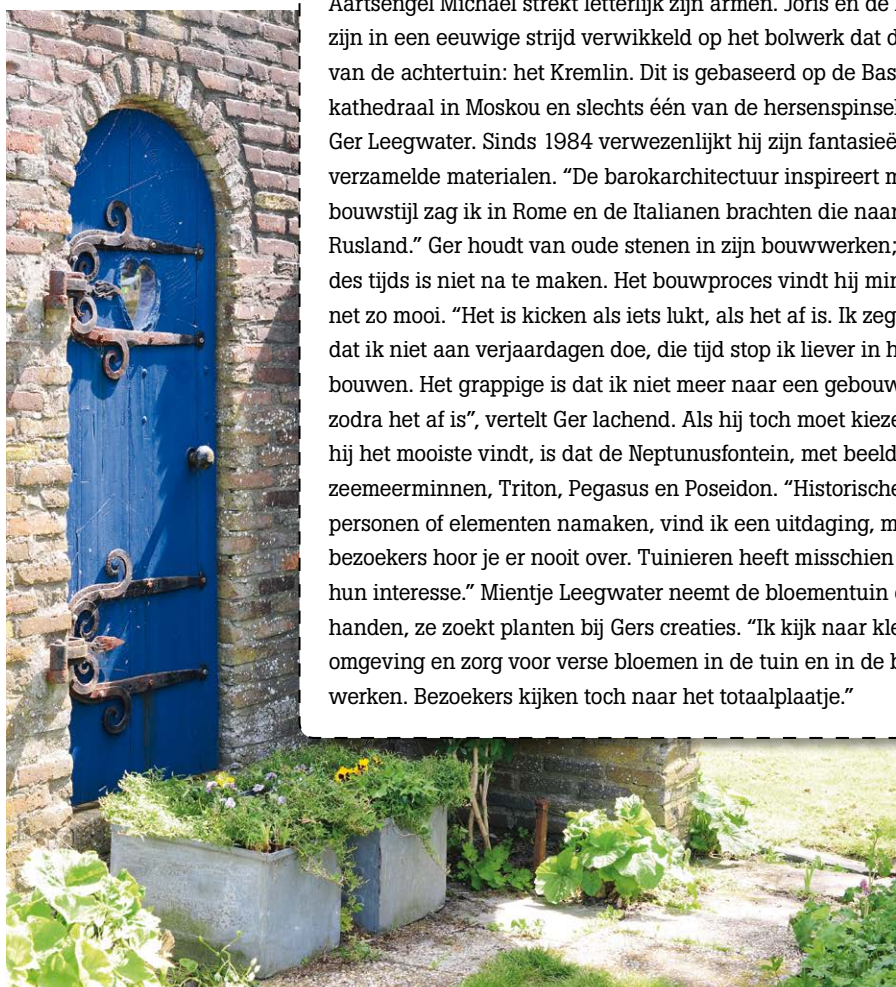 Aartsengel Michaël strekt letterlijk zijn armen. Joris en de
zijn in een eeuwige strijd verwikkeld op het bolwerk dat d
van de achtertuin: het Kremlin. Dit is gebaseerd op de Bas
kathedraal in Moskou en slechts één van de hersenspinsel
Ger Leegwater. Sinds 1984 verwezenlijkt hij zijn fantasieë
verzamelde materialen. “De barokarchitectuur inspireert m
bouwstijl zag ik in Rome en de Italianen brachten die naar
Rusland.” Ger houdt van oude stenen in zijn bouwwerken;
des tijds is niet na te maken. Het bouwproces vindt hij min
net zo mooi. “Het is kicken als iets lukt, als het af is. Ik zeg
dat ik niet aan verjaardagen doe, die tijd stop ik liever in h
bouwen. Het grappige is dat ik niet meer naar een gebouw
zodra het af is”, vertelt Ger lachend. Als hij toch moet kieze
hij het mooiste vindt, is dat de Neptunusfontein, met beeld
zeemeerminnen, Triton, Pegasus en Poseidon. “Historische
personen of elementen namaken, vind ik een uitdaging, m
bezoekers hoor je er nooit over. Tuinieren heeft misschien
hun interesse.” Mientje Leegwater neemt de bloementuin
handen, ze zoekt planten bij Gers creaties. “Ik kijk naar kle
omgeving en zorg voor verse bloemen in de tuin en in de b
werken. Bezoekers kijken toch naar het totaalplaatje.”